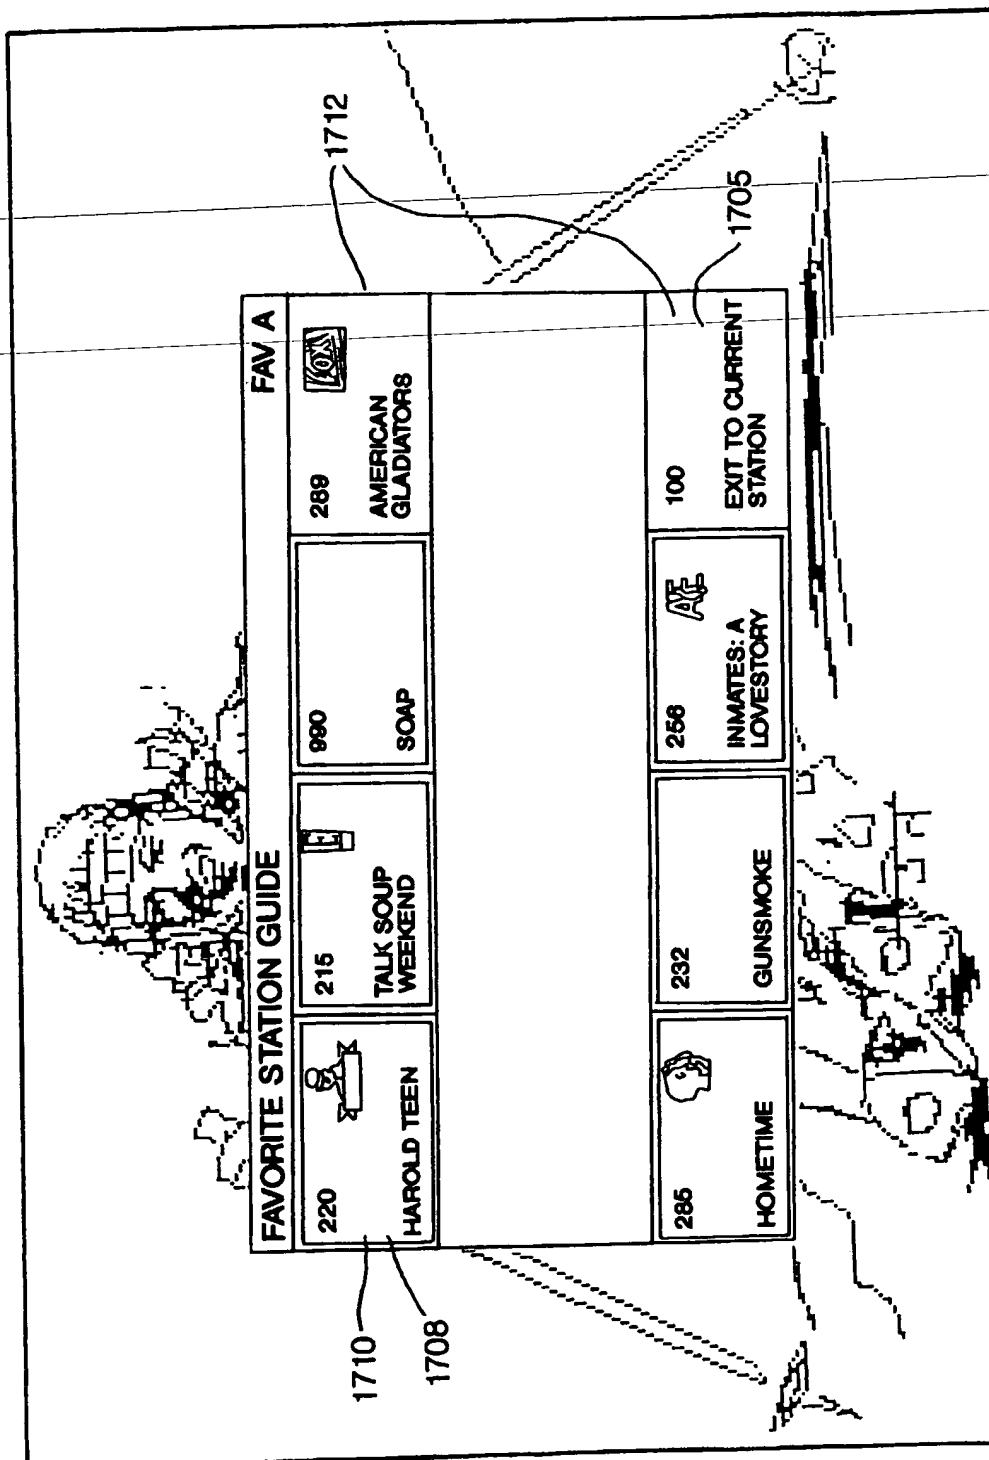 FAVORITE STATION GUIDE FAV A
220
HAROLD TEEN
215
E!
TALK SOUP
WEEKEND
990
SOAP
289
FOX
AMERICAN
GLADIATORS
285
HOMETIME
232
GUNSMOKE
256
A&E
INMATES: A
LOVESTORY
100
EXIT TO CURRENT
STATION
1710
1708
1712
1705